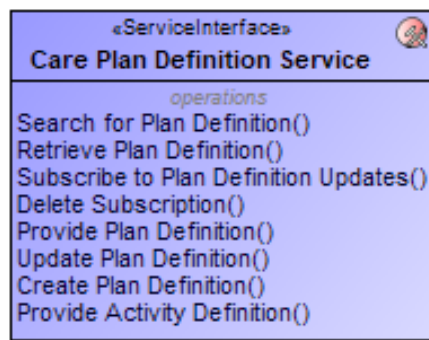 «ServiceInterface»
Care Plan Definition Service
operations
Search for Plan Definition()
Retrieve Plan Definition()
Subscribe to Plan Definition Updates()
Delete Subscription()
Provide Plan Definition()
Update Plan Definition()
Create Plan Definition()
Provide Activity Definition()